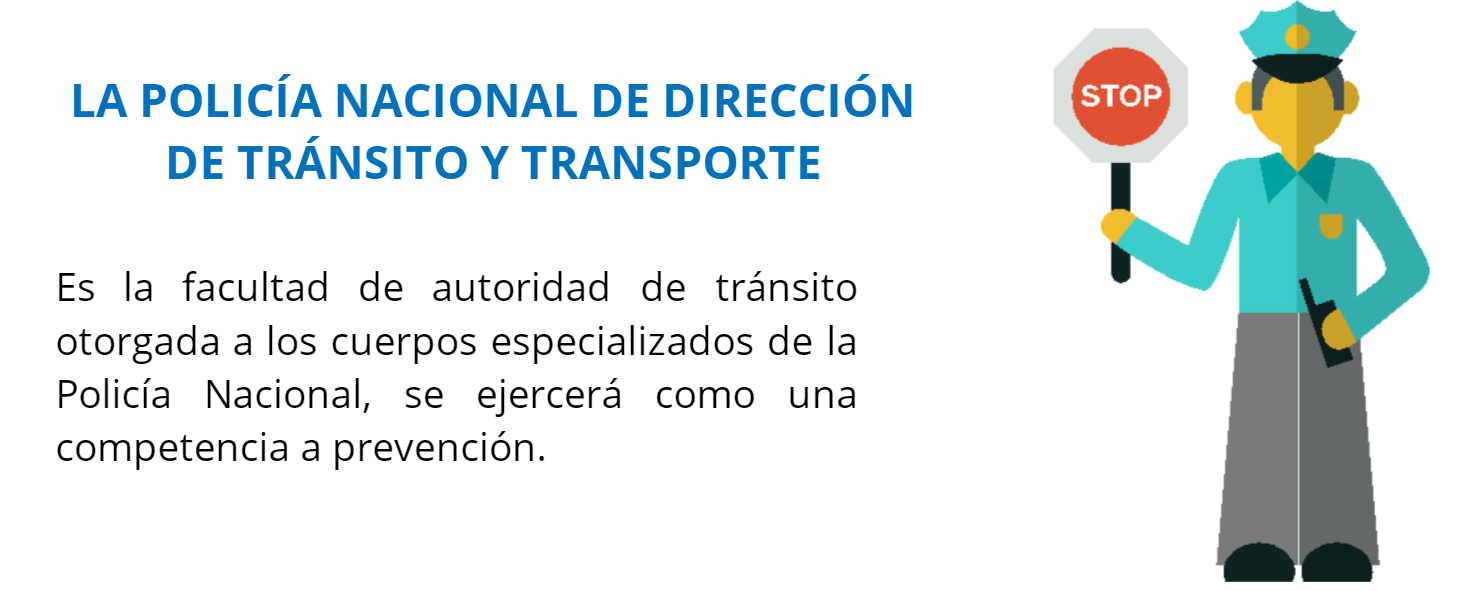 LA POLICÍA NACIONAL DE DIRECCIÓN
DE TRÁNSITO Y TRANSPORTE
STOP
Es la facultad de autoridad de tránsito
otorgada a los cuerpos especializados de la
Policía Nacional, se ejercerá como una
competencia a prevención.